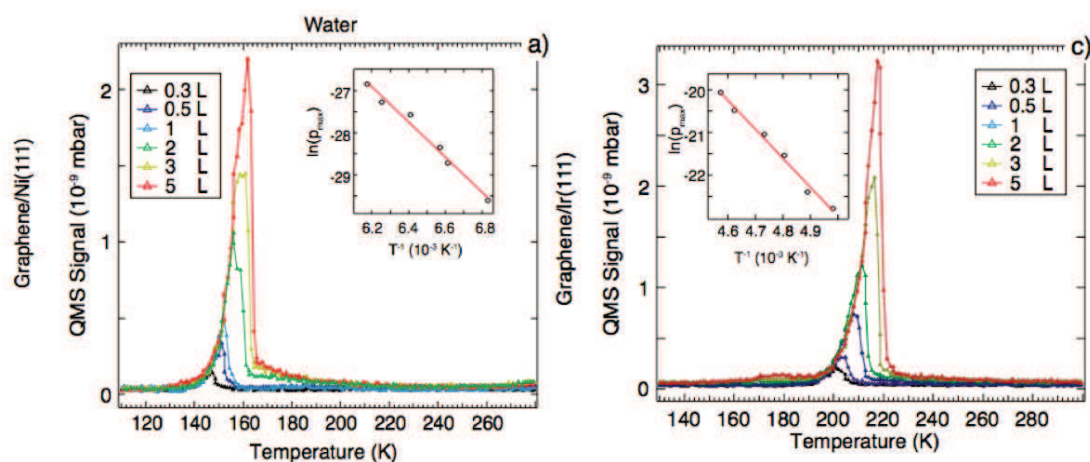 Water
a)
Graphene/Ni(111)
QMS Signal (10⁻⁹ mbar)
2
1
0
0.3 L
0.5 L
1 L
2 L
3 L
5 L
ln(p_max)
-27
-28
-29
6.2 6.4 6.6 6.8
T⁻¹ (10⁻³ K⁻¹)
120 140 160 180 200 220 240 260
Temperature (K)
c)
Graphene/Ir(111)
QMS Signal (10⁻⁹ mbar)
3
2
1
0
ln(p_max)
-20
-21
-22
4.6 4.7 4.8 4.9
T⁻¹ (10⁻³ K⁻¹)
0.3 L
0.5 L
1 L
2 L
3 L
5 L
140 160 180 200 220 240 260 280
Temperature (K)